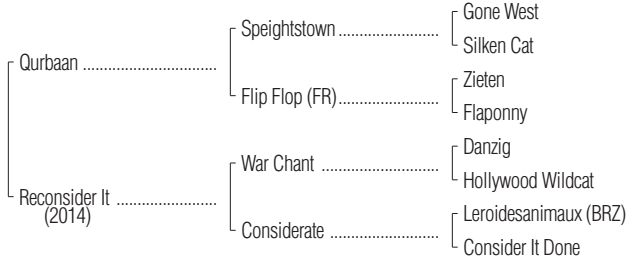 Gone West
Speightstown ..........................
Silken Cat
Qurbaan ..................................
Zieten
Flip Flop (FR)..........................
Flaponny
Danzig
War Chant ..............................
Hollywood Wildcat
Reconsider It .........................
(2014)
Leroidesanimaux (BRZ)
Considerate ............................
Consider It Done